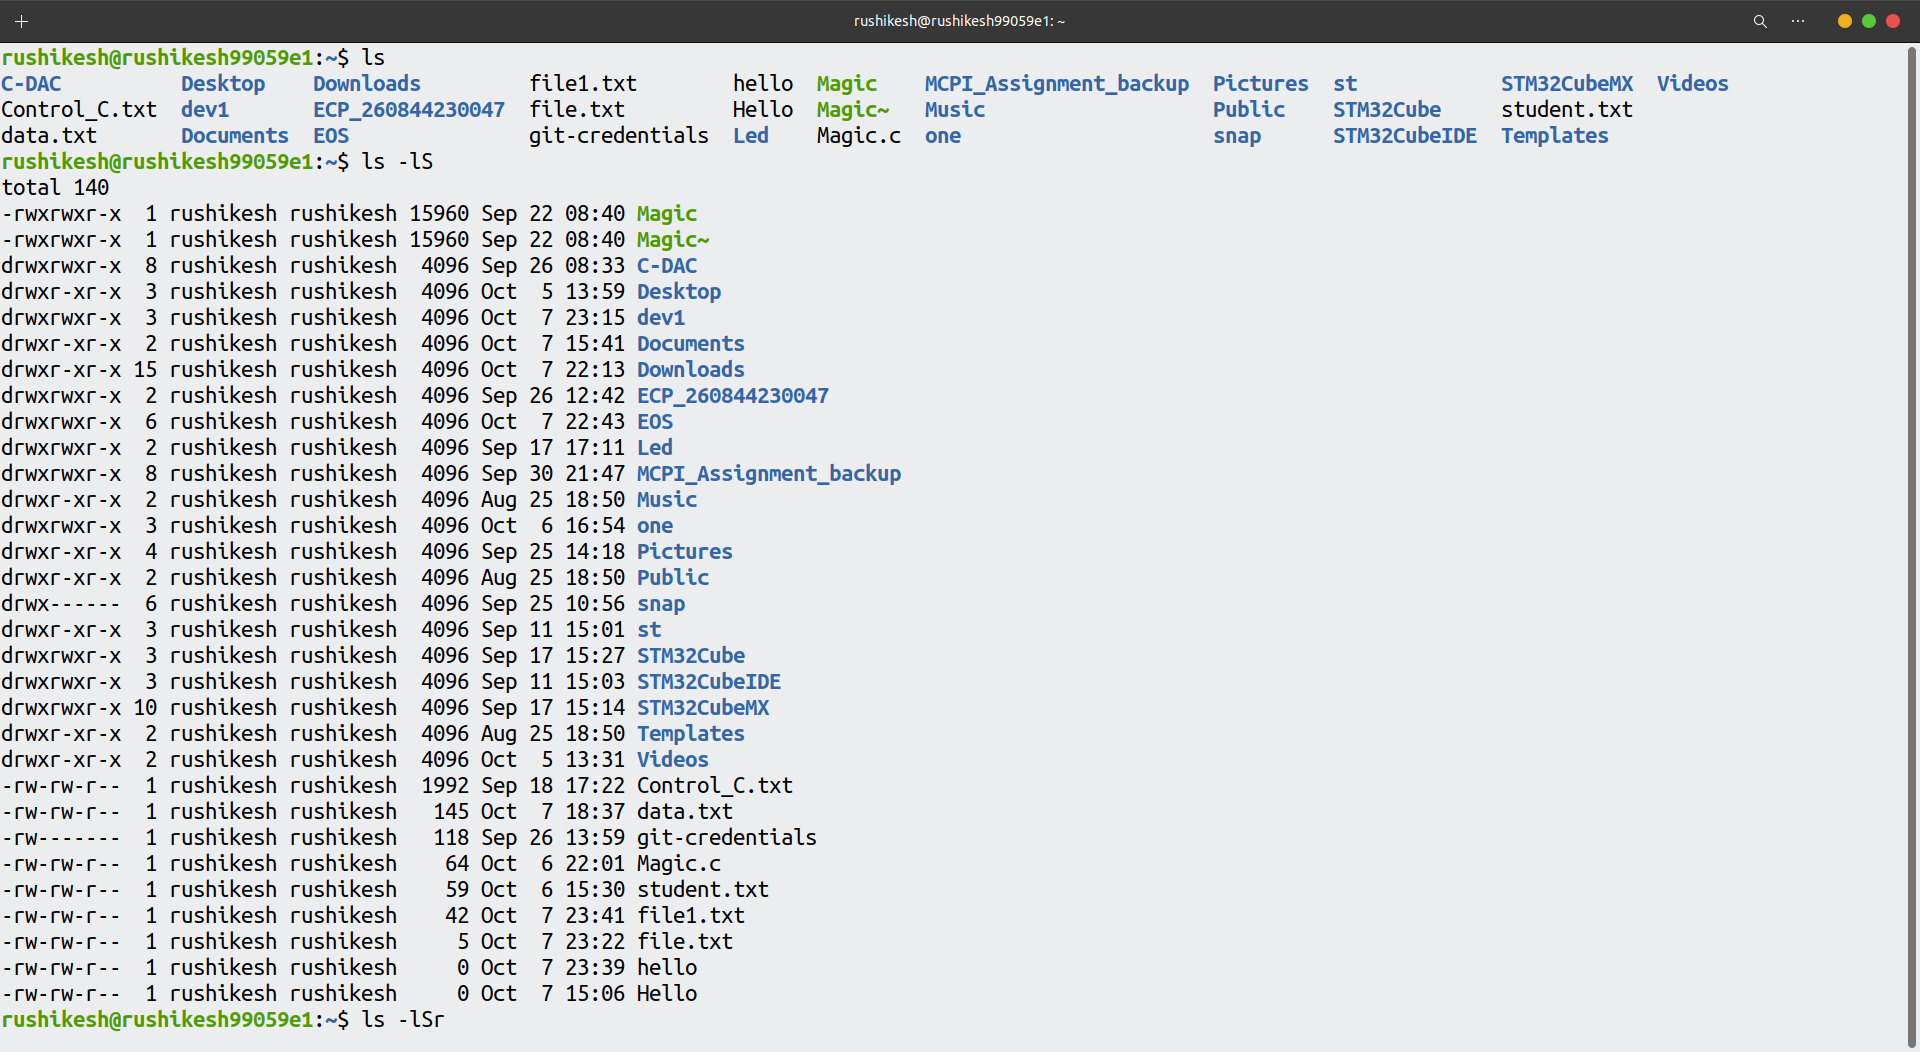 rushikesh@rushikesh99059e1: ~
rushikesh@rushikesh99059e1:~$ ls
C-DAC          Desktop    Downloads         file1.txt       hello  Magic    MCPI_Assignment_backup  Pictures  st            STM32CubeMX  Videos
Control_C.txt  dev1       ECP_260844230047  file.txt        Hello  Magic~   Music                   Public    STM32Cube     student.txt
data.txt       Documents  EOS               git-credentials  Led    Magic.c  one                     snap      STM32CubeIDE  Templates
rushikesh@rushikesh99059e1:~$ ls -lS
total 140
-rwxrwxr-x  1 rushikesh rushikesh 15960 Sep 22 08:40 Magic
-rwxrwxr-x  1 rushikesh rushikesh 15960 Sep 22 08:40 Magic~
drwxrwxr-x  8 rushikesh rushikesh  4096 Sep 26 08:33 C-DAC
drwxr-xr-x  3 rushikesh rushikesh  4096 Oct  5 13:59 Desktop
drwxrwxr-x  3 rushikesh rushikesh  4096 Oct  7 23:15 dev1
drwxr-xr-x  2 rushikesh rushikesh  4096 Oct  7 15:41 Documents
drwxr-xr-x 15 rushikesh rushikesh  4096 Oct  7 22:13 Downloads
drwxrwxr-x  2 rushikesh rushikesh  4096 Sep 26 12:42 ECP_260844230047
drwxrwxr-x  6 rushikesh rushikesh  4096 Oct  7 22:43 EOS
drwxrwxr-x  2 rushikesh rushikesh  4096 Sep 17 17:11 Led
drwxrwxr-x  8 rushikesh rushikesh  4096 Sep 30 21:47 MCPI_Assignment_backup
drwxr-xr-x  2 rushikesh rushikesh  4096 Aug 25 18:50 Music
drwxrwxr-x  3 rushikesh rushikesh  4096 Oct  6 16:54 one
drwxr-xr-x  4 rushikesh rushikesh  4096 Sep 25 14:18 Pictures
drwxr-xr-x  2 rushikesh rushikesh  4096 Aug 25 18:50 Public
drwx------  6 rushikesh rushikesh  4096 Sep 25 10:56 snap
drwxr-xr-x  3 rushikesh rushikesh  4096 Sep 11 15:01 st
drwxrwxr-x  3 rushikesh rushikesh  4096 Sep 17 15:27 STM32Cube
drwxrwxr-x  3 rushikesh rushikesh  4096 Sep 11 15:03 STM32CubeIDE
drwxrwxr-x 10 rushikesh rushikesh  4096 Sep 17 15:14 STM32CubeMX
drwxr-xr-x  2 rushikesh rushikesh  4096 Aug 25 18:50 Templates
drwxr-xr-x  2 rushikesh rushikesh  4096 Oct  5 13:31 Videos
-rw-rw-r--  1 rushikesh rushikesh  1992 Sep 18 17:22 Control_C.txt
-rw-rw-r--  1 rushikesh rushikesh   145 Oct  7 18:37 data.txt
-rw-------  1 rushikesh rushikesh   118 Sep 26 13:59 git-credentials
-rw-rw-r--  1 rushikesh rushikesh    64 Oct  6 22:01 Magic.c
-rw-rw-r--  1 rushikesh rushikesh    59 Oct  6 15:30 student.txt
-rw-rw-r--  1 rushikesh rushikesh    42 Oct  7 23:41 file1.txt
-rw-rw-r--  1 rushikesh rushikesh     5 Oct  7 23:22 file.txt
-rw-rw-r--  1 rushikesh rushikesh     0 Oct  7 23:39 hello
-rw-rw-r--  1 rushikesh rushikesh     0 Oct  7 15:06 Hello
rushikesh@rushikesh99059e1:~$ ls -lSr